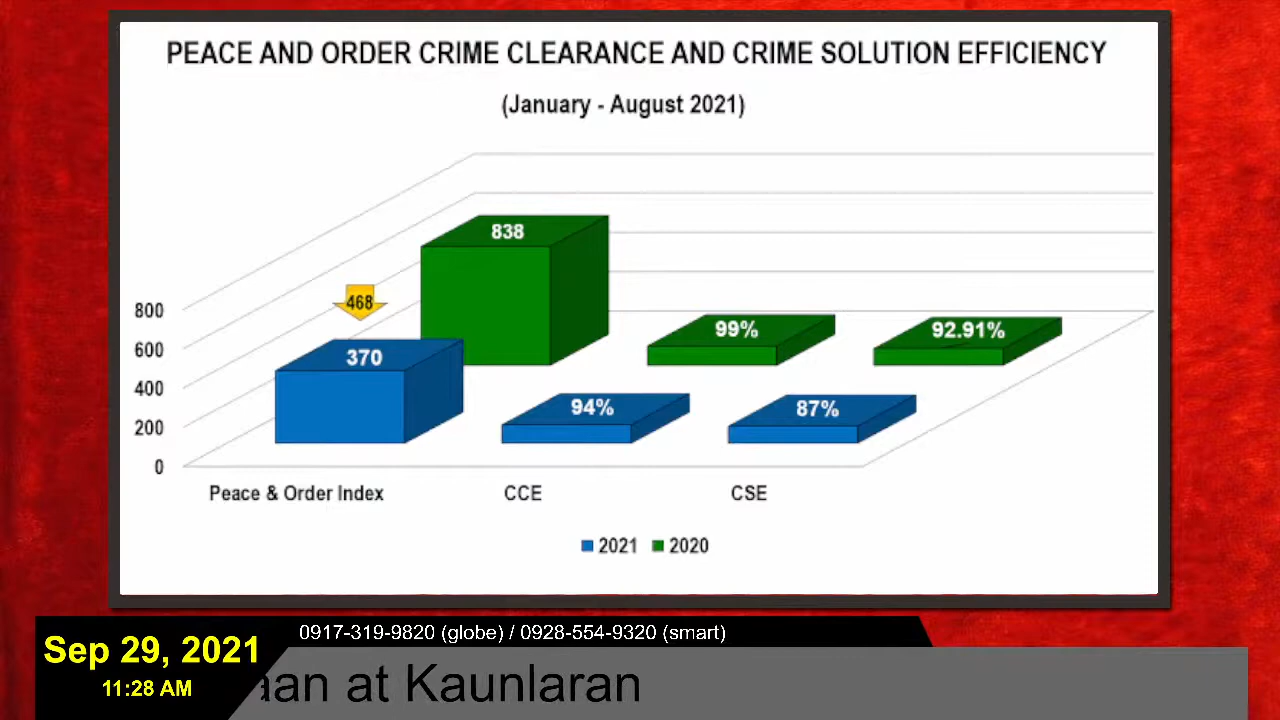 PEACE AND ORDER CRIME CLEARANCE AND CRIME SOLUTION EFFICIENCY
(January - August 2021)
838
468
800
99%
92.91%
600
370
400
94%
87%
200
0
Peace & Order Index
CCE
CSE
2021
2020
0917-319-9820 (globe) / 0928-554-9320 (smart)
Sep 29, 2021
11:28 AM
aan at Kaunlaran